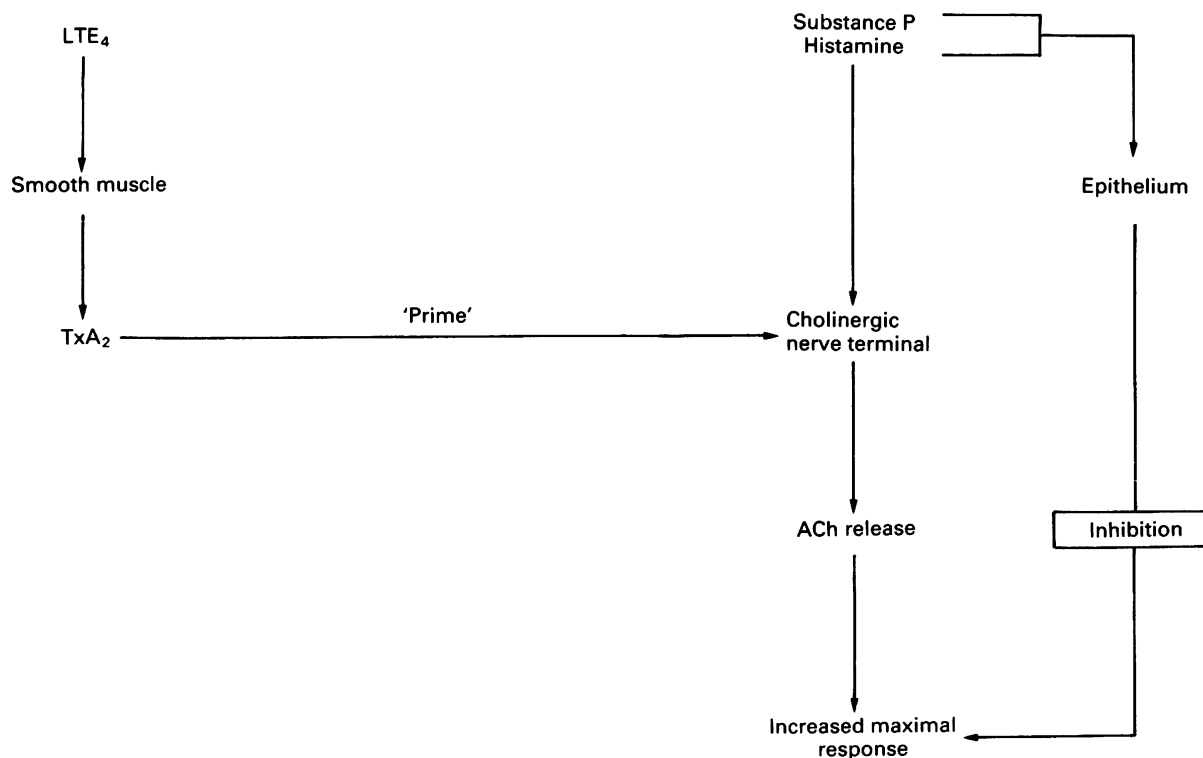 LTE₄
Substance P
Histamine
Smooth muscle
Epithelium
TxA₂
'Prime'
Cholinergic
nerve terminal
ACh release
Inhibition
Increased maximal
response